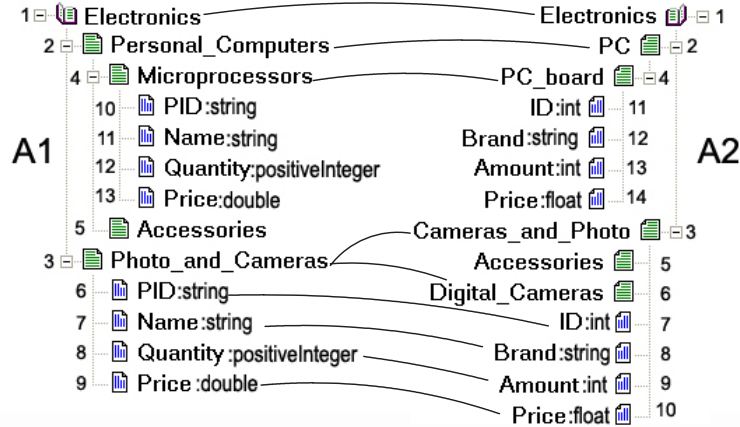 1 Electronics Electronics 1
2 Personal_Computers PC 2
4 Microprocessors PC_board 4
10 PID:string ID:int 11
11 Name:string Brand:string 12
A1 A2
12 Quantity:positiveInteger Amount:int 13
13 Price:double Price:float 14
5 Accessories Cameras_and_Photo 3
3 Photo_and_Cameras Accessories 5
6 PID:string Digital_Cameras 6
7 Name:string ID:int 7
8 Quantity:positiveInteger Brand:string 8
9 Price:double Amount:int 9
Price:float 10